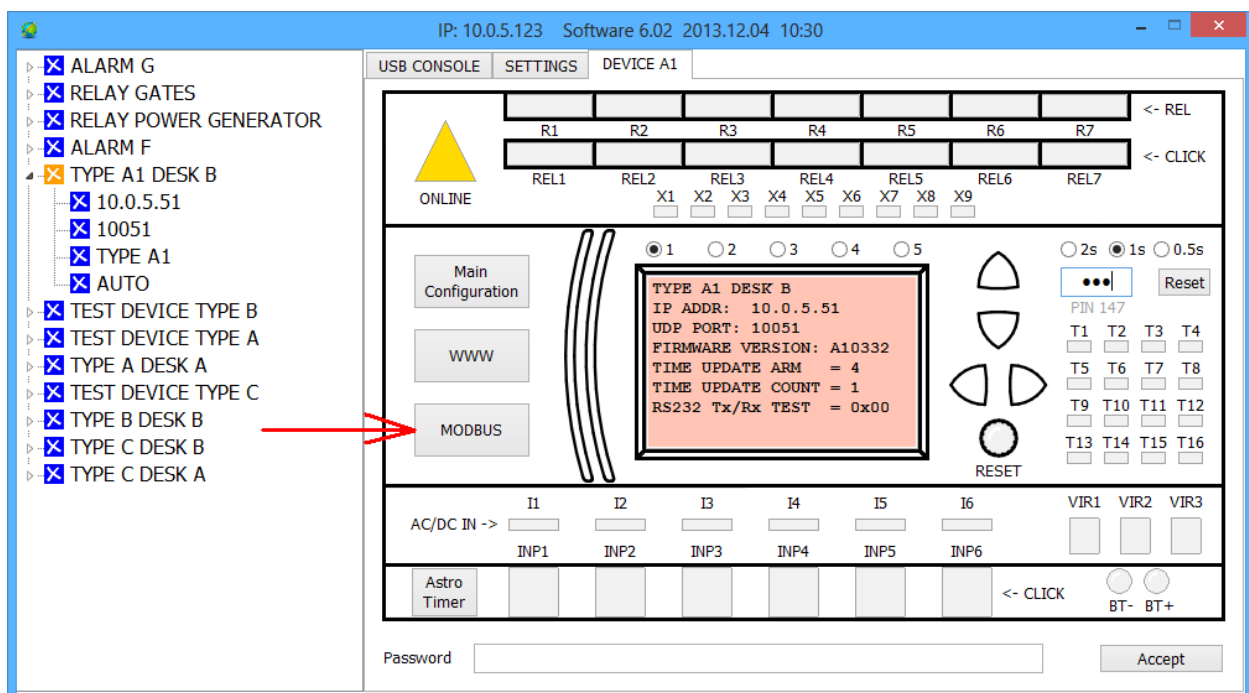 IP: 10.0.5.123 Software 6.02 2013.12.04 10:30
ALARM G
RELAY GATES
RELAY POWER GENERATOR
ALARM F
TYPE A1 DESK B
10.0.5.51
10051
TYPE A1
AUTO
TEST DEVICE TYPE B
TEST DEVICE TYPE A
TYPE A DESK A
TEST DEVICE TYPE C
TYPE B DESK B
TYPE C DESK B
TYPE C DESK A
USB CONSOLE SETTINGS DEVICE A1
<- REL
R1 R2 R3 R4 R5 R6 R7
<- CLICK
REL1 REL2 REL3 REL4 REL5 REL6 REL7
ONLINE
X1 X2 X3 X4 X5 X6 X7 X8 X9
Main
Configuration
WWW
MODBUS
1 2 3 4 5
TYPE A1 DESK B
IP ADDR: 10.0.5.51
UDP PORT: 10051
FIRMWARE VERSION: A10332
TIME UPDATE ARM = 4
TIME UPDATE COUNT = 1
RS232 Tx/Rx TEST = 0x00
RESET
2s 1s 0.5s
Reset
PIN 147
T1 T2 T3 T4
T5 T6 T7 T8
T9 T10 T11 T12
T13 T14 T15 T16
I1 I2 I3 I4 I5 I6
AC/DC IN ->
INP1 INP2 INP3 INP4 INP5 INP6
VIR1 VIR2 VIR3
Astro
Timer
<- CLICK
BT- BT+
Password
Accept